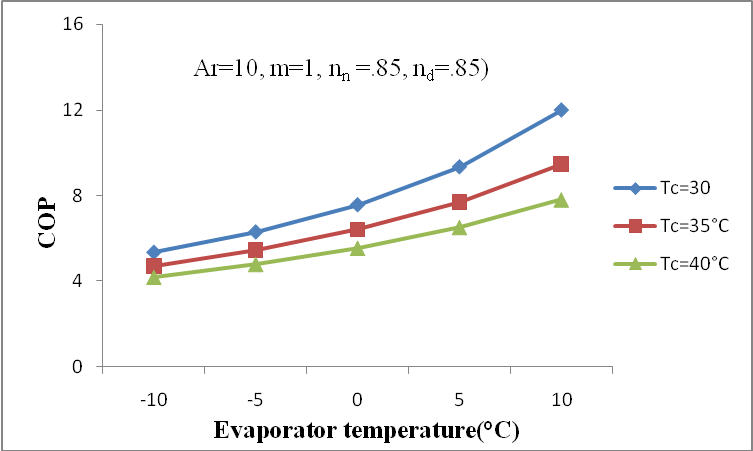 16
Ar=10, m=1, nn =.85, nd=.85)
12
8
4
0
COP
-10 -5 0 5 10
Evaporator temperature(°C)
Tc=30
Tc=35°C
Tc=40°C